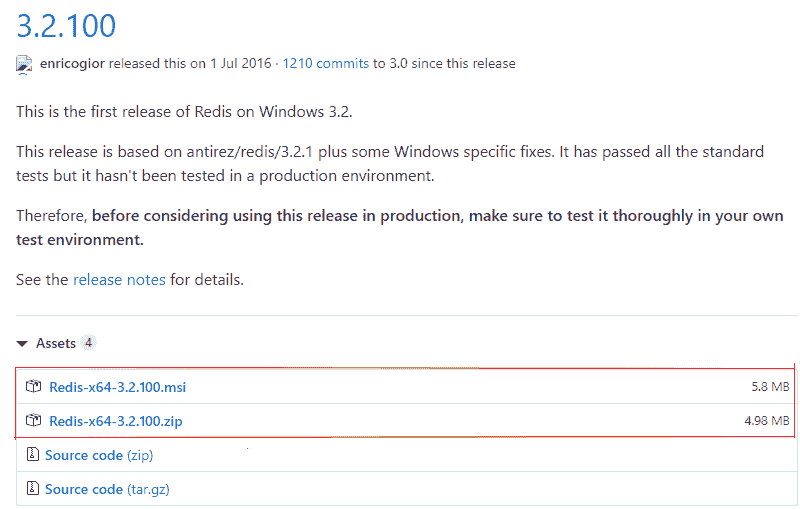 3.2.100
enricogior released this on 1 Jul 2016 · 1210 commits to 3.0 since this release
This is the first release of Redis on Windows 3.2.
This release is based on antirez/redis/3.2.1 plus some Windows specific fixes. It has passed all the standard
tests but it hasn't been tested in a production environment.
Therefore, before considering using this release in production, make sure to test it thoroughly in your own
test environment.
See the release notes for details.
Assets 4
Redis-x64-3.2.100.msi 5.8 MB
Redis-x64-3.2.100.zip 4.98 MB
Source code (zip)
Source code (tar.gz)